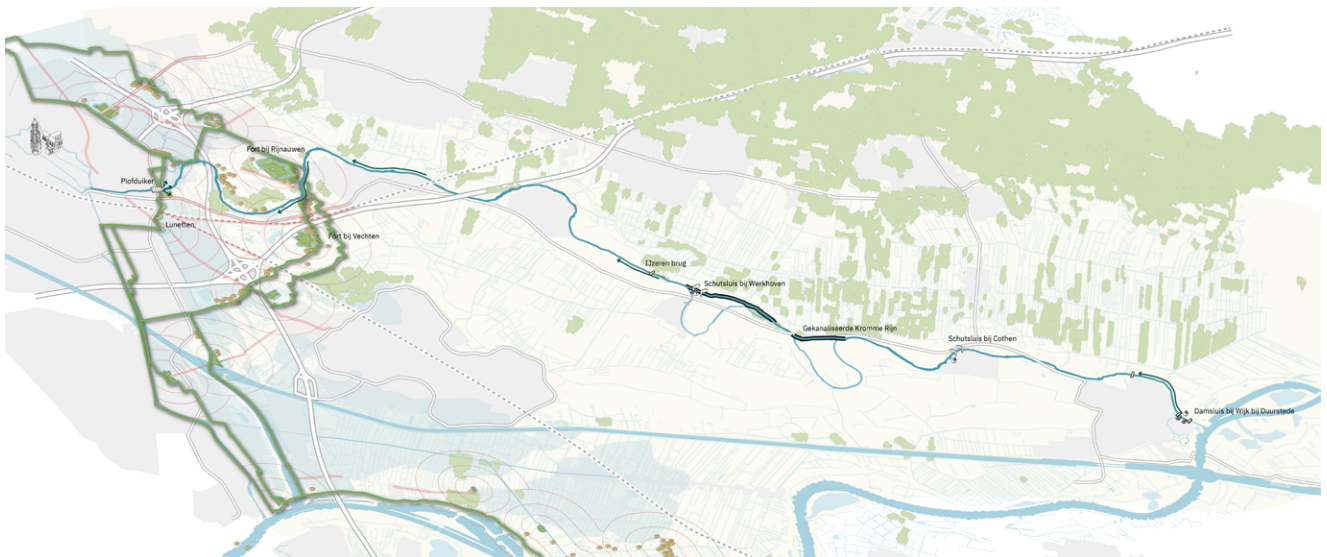 Fort bij Rijnauwen
Plofduiker
Lunetten
Fort bij Vechten
IJzeren brug
Schutsluis bij Werkhoven
Gekanaliseerde Kromme Rijn
Schutsluis bij Cothen
Damsluis bij Wijk bij Duurstede